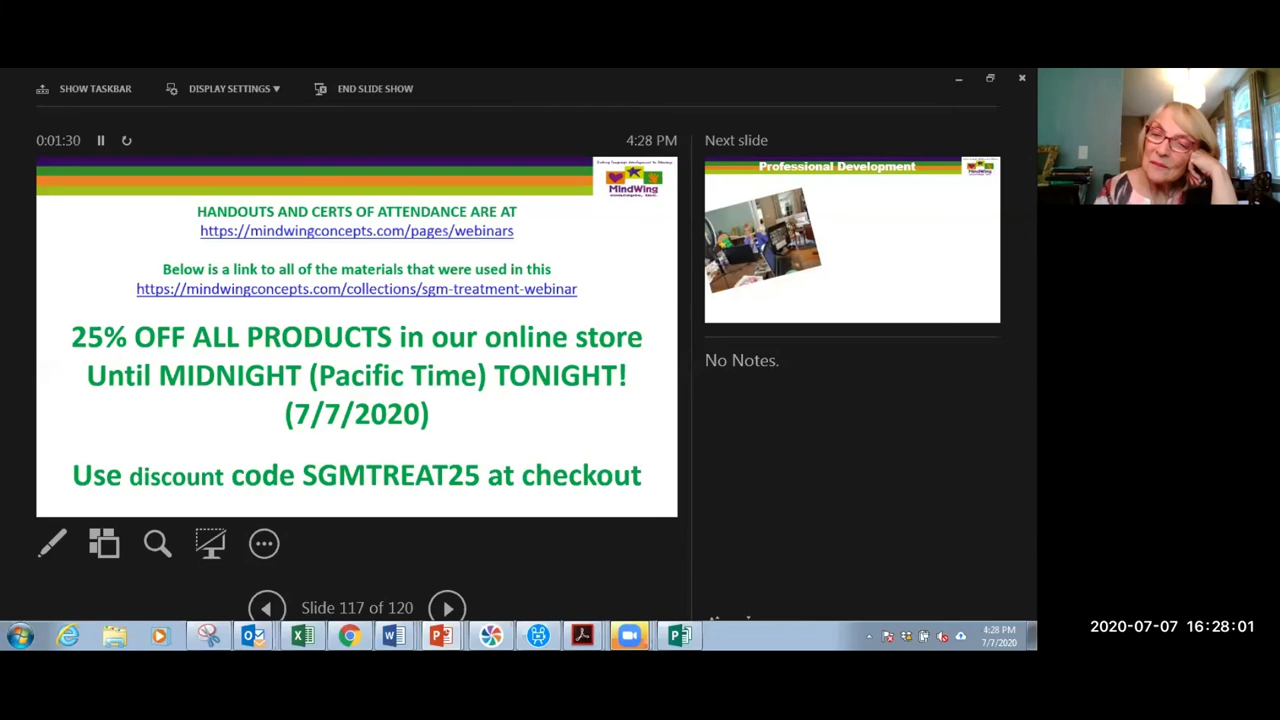 SHOW TASKBAR
DISPLAY SETTINGS
END SLIDE SHOW
0:01:30
4:28 PM
Next slide
MindWing
HANDOUTS AND CERTS OF ATTENDANCE ARE AT
https://mindwingconcepts.com/pages/webinars
Below is a link to all of the materials that were used in this
https://mindwingconcepts.com/collections/sgm-treatment-webinar
25% OFF ALL PRODUCTS in our online store
Until MIDNIGHT (Pacific Time) TONIGHT!
(7/7/2020)
Use discount code SGMTREAT25 at checkout
Professional Development
MindWing
No Notes.
Slide 117 of 120
4:28 PM
7/7/2020
2020-07-07 16:28:01